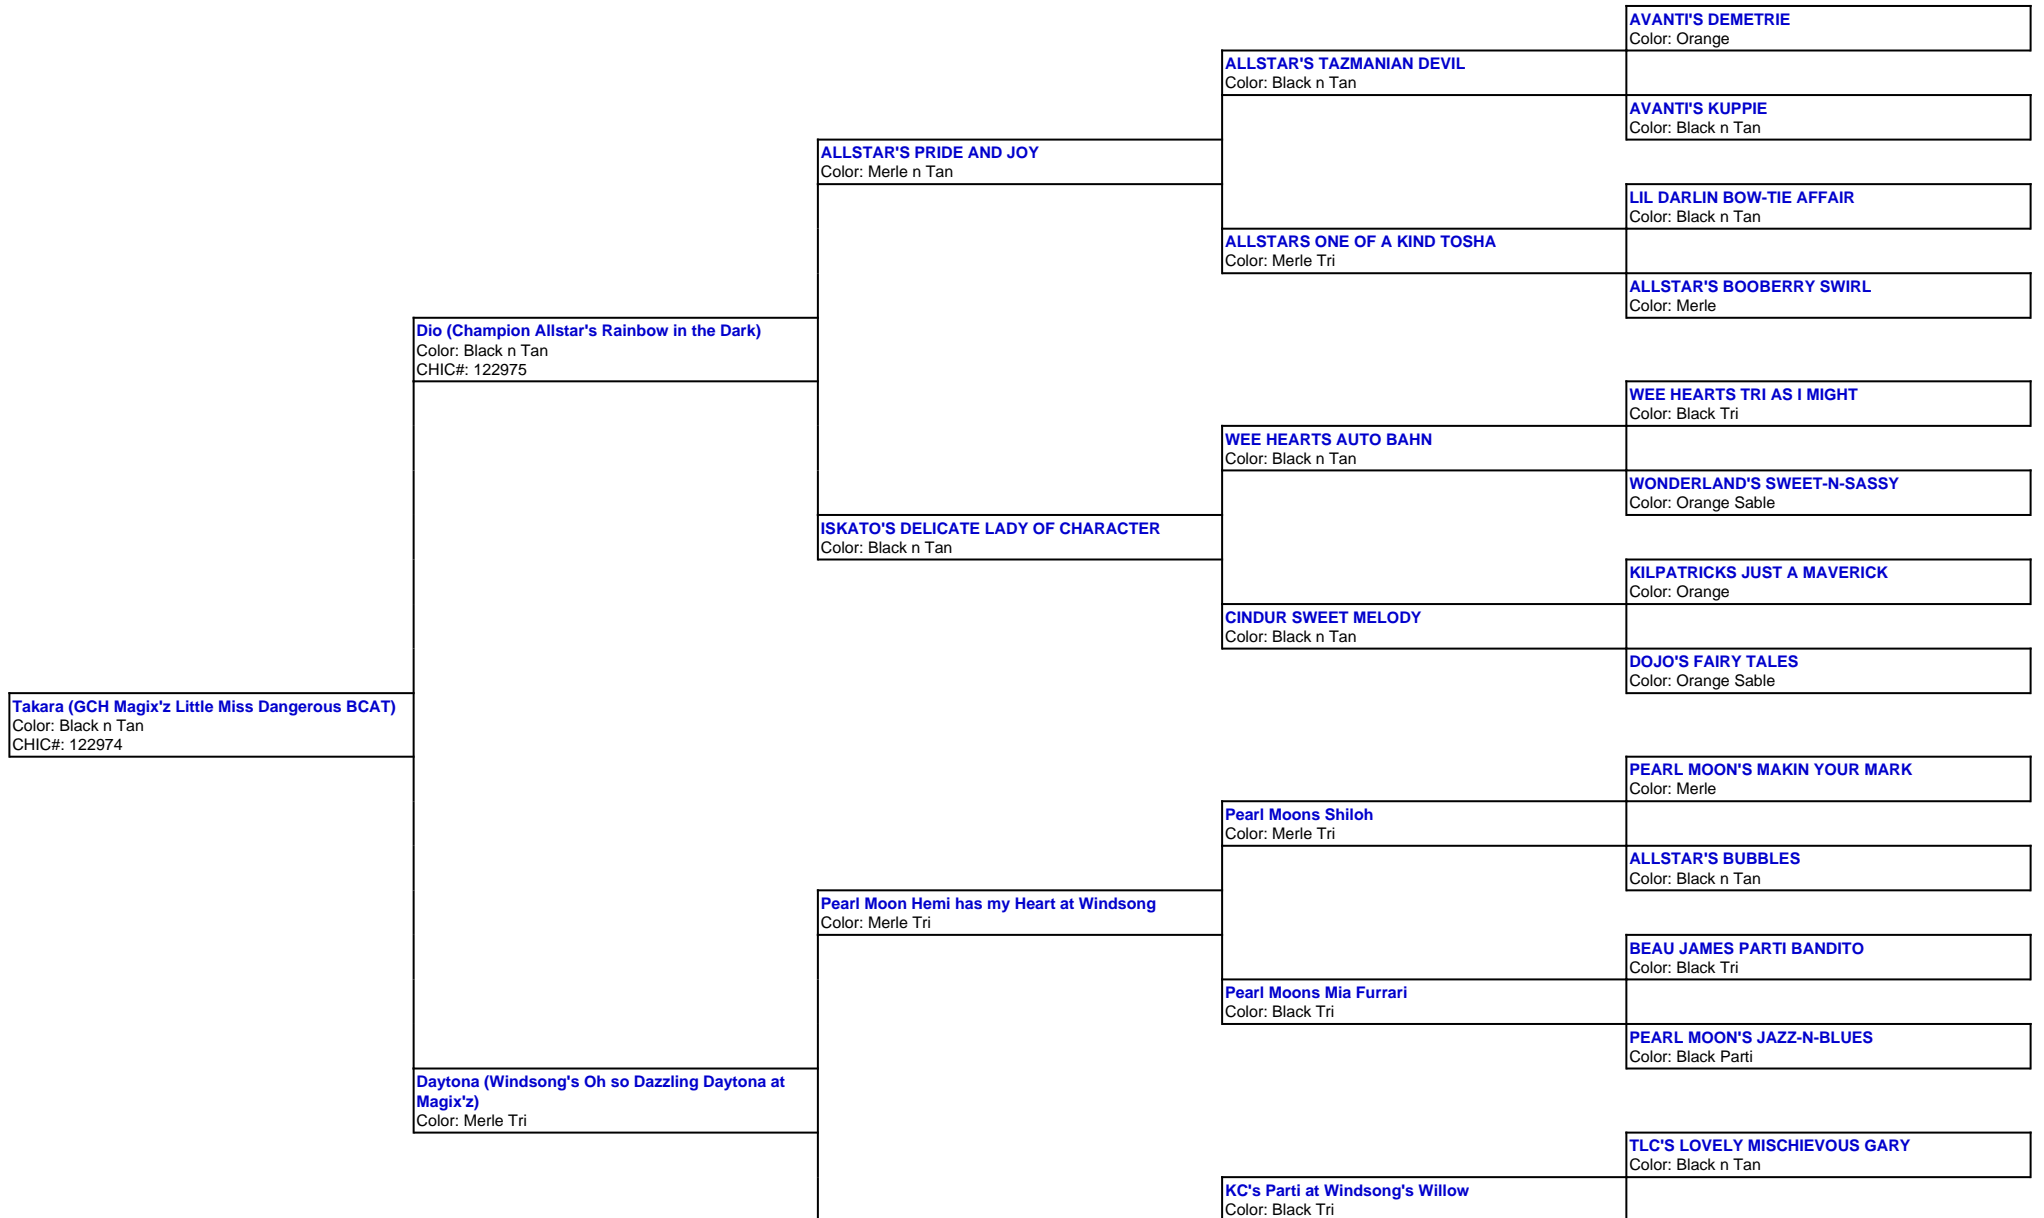 AVANTI'S DEMETRIE
Color: Orange
ALLSTAR'S TAZMANIAN DEVIL
Color: Black n Tan
AVANTI'S KUPPIE
Color: Black n Tan
ALLSTAR'S PRIDE AND JOY
Color: Merle n Tan
LIL DARLIN BOW-TIE AFFAIR
Color: Black n Tan
ALLSTARS ONE OF A KIND TOSHA
Color: Merle Tri
ALLSTAR'S BOOBERRY SWIRL
Color: Merle
Dio (Champion Allstar's Rainbow in the Dark)
Color: Black n Tan
CHIC#: 122975
WEE HEARTS TRI AS I MIGHT
Color: Black Tri
WEE HEARTS AUTO BAHN
Color: Black n Tan
WONDERLAND'S SWEET-N-SASSY
Color: Orange Sable
ISKATO'S DELICATE LADY OF CHARACTER
Color: Black n Tan
KILPATRICKS JUST A MAVERICK
Color: Orange
CINDUR SWEET MELODY
Color: Black n Tan
DOJO'S FAIRY TALES
Color: Orange Sable
Takara (GCH Magix'z Little Miss Dangerous BCAT)
Color: Black n Tan
CHIC#: 122974
PEARL MOON'S MAKIN YOUR MARK
Color: Merle
Pearl Moons Shiloh
Color: Merle Tri
ALLSTAR'S BUBBLES
Color: Black n Tan
Pearl Moon Hemi has my Heart at Windsong
Color: Merle Tri
BEAU JAMES PARTI BANDITO
Color: Black Tri
Pearl Moons Mia Furrari
Color: Black Tri
PEARL MOON'S JAZZ-N-BLUES
Color: Black Parti
Daytona (Windsong's Oh so Dazzling Daytona at
Magix'z)
Color: Merle Tri
TLC'S LOVELY MISCHIEVOUS GARY
Color: Black n Tan
KC's Parti at Windsong's Willow
Color: Black Tri